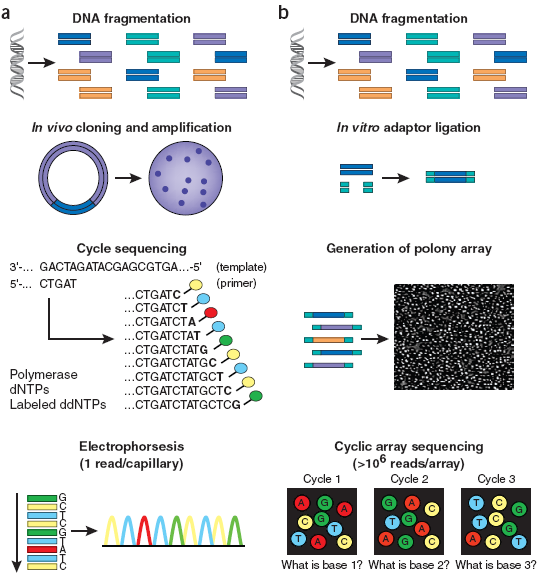 a
DNA fragmentation
In vivo cloning and amplification
Cycle sequencing
3'-... GACTAGATACGAGCGTGA...-5' (template)
5'-... CTGAT (primer)
...CTGATC
...CTGATCT
...CTGATCTA
...CTGATCTAT
...CTGATCTATG
...CTGATCTATGC
...CTGATCTATGCT
...CTGATCTATGCTC
...CTGATCTATGCTCG
Polymerase
dNTPs
Labeled ddNTPs
Electrophorsesis
(1 read/capillary)
G
C
T
C
G
T
A
T
C
b
DNA fragmentation
In vitro adaptor ligation
Generation of polony array
Cyclic array sequencing
(>10⁶ reads/array)
Cycle 1
A G A
C G T
T A C
What is base 1?
Cycle 2
G A C
C G A
T A G C
What is base 2?
Cycle 3
T C G
T C G
A C T
What is base 3?